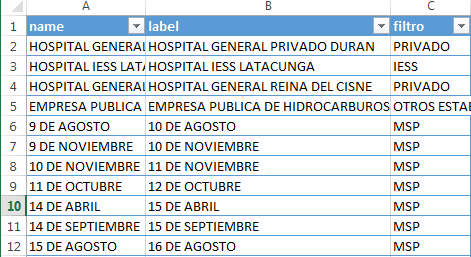 A B C
1 name label filtro
2 HOSPITAL GENERAL HOSPITAL GENERAL PRIVADO DURAN PRIVADO
3 HOSPITAL IESS LATA HOSPITAL IESS LATACUNGA IESS
4 HOSPITAL GENERAL HOSPITAL GENERAL REINA DEL CISNE PRIVADO
5 EMPRESA PUBLICA EMPRESA PUBLICA DE HIDROCARBUROS OTROS ESTAB
6 9 DE AGOSTO 10 DE AGOSTO MSP
7 9 DE NOVIEMBRE 10 DE NOVIEMBRE MSP
8 10 DE NOVIEMBRE 11 DE NOVIEMBRE MSP
9 11 DE OCTUBRE 12 DE OCTUBRE MSP
10 14 DE ABRIL 15 DE ABRIL MSP
11 14 DE SEPTIEMBRE 15 DE SEPTIEMBRE MSP
12 15 DE AGOSTO 16 DE AGOSTO MSP